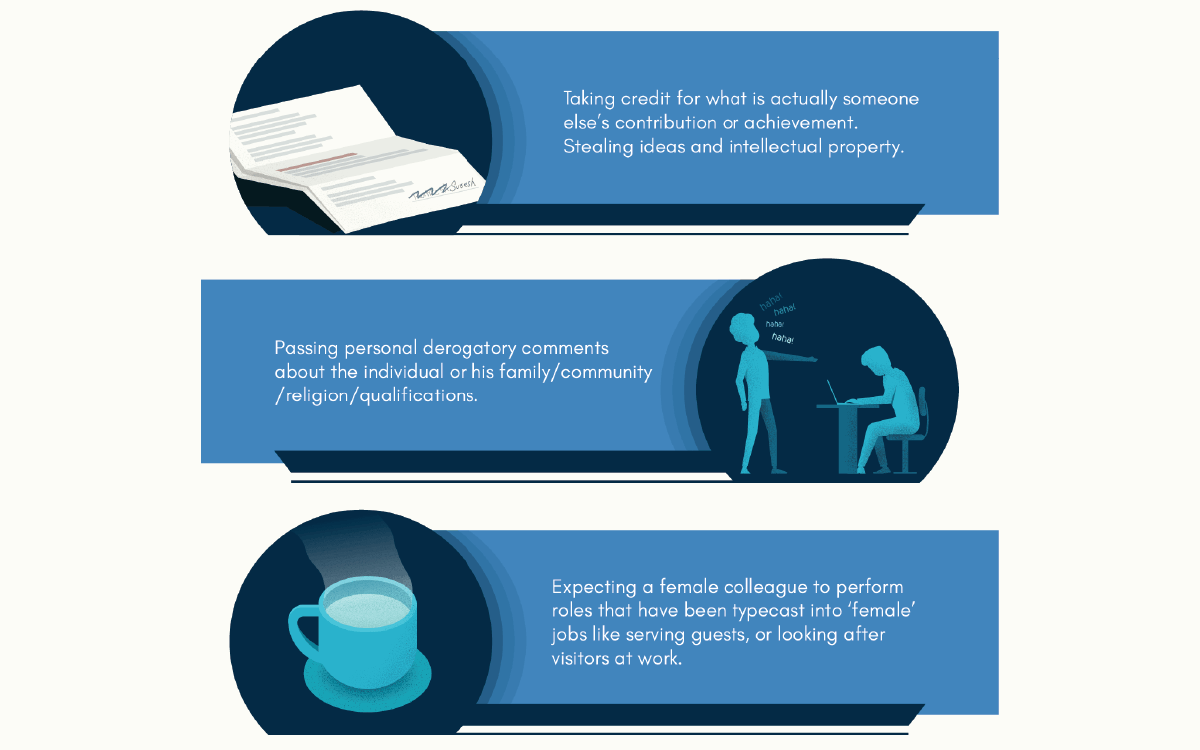 Taking credit for what is actually someone
else's contribution or achievement.
Stealing ideas and intellectual property.
Suresh
Passing personal derogatory comments
about the individual or his family/community
/religion/qualifications.
haha!
haha!
haha!
haha!
Expecting a female colleague to perform
roles that have been typecast into ‘female’
jobs like serving guests, or looking after
visitors at work.